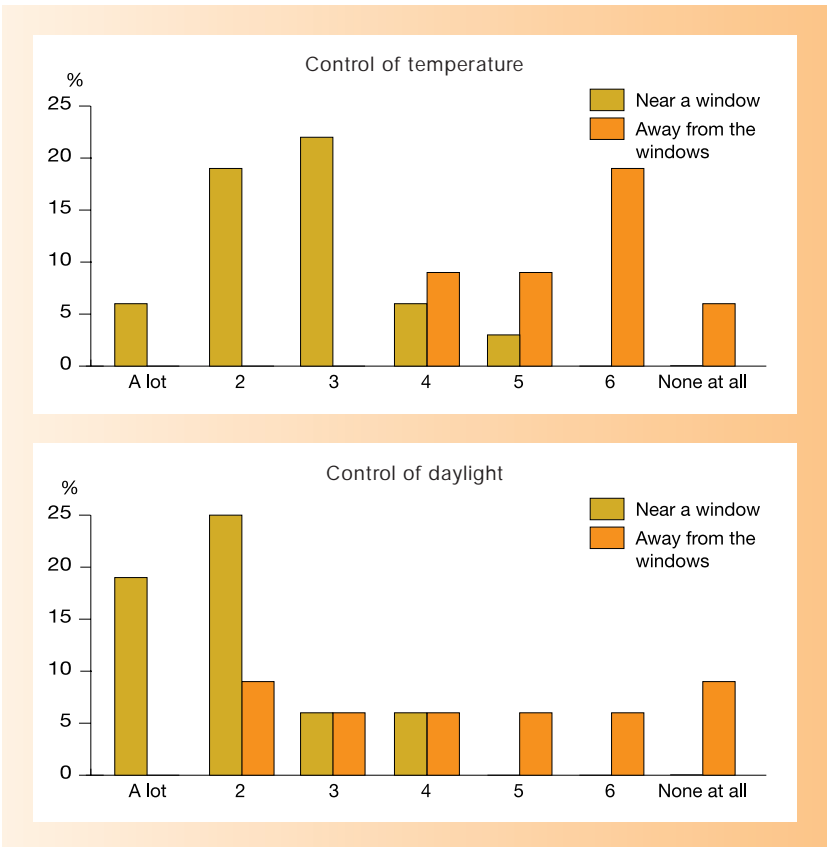 Control of temperature
%
Near a window
Away from the
windows
25
20
15
10
5
0
A lot 2 3 4 5 6 None at all
Control of daylight
%
Near a window
Away from the
windows
25
20
15
10
5
0
A lot 2 3 4 5 6 None at all